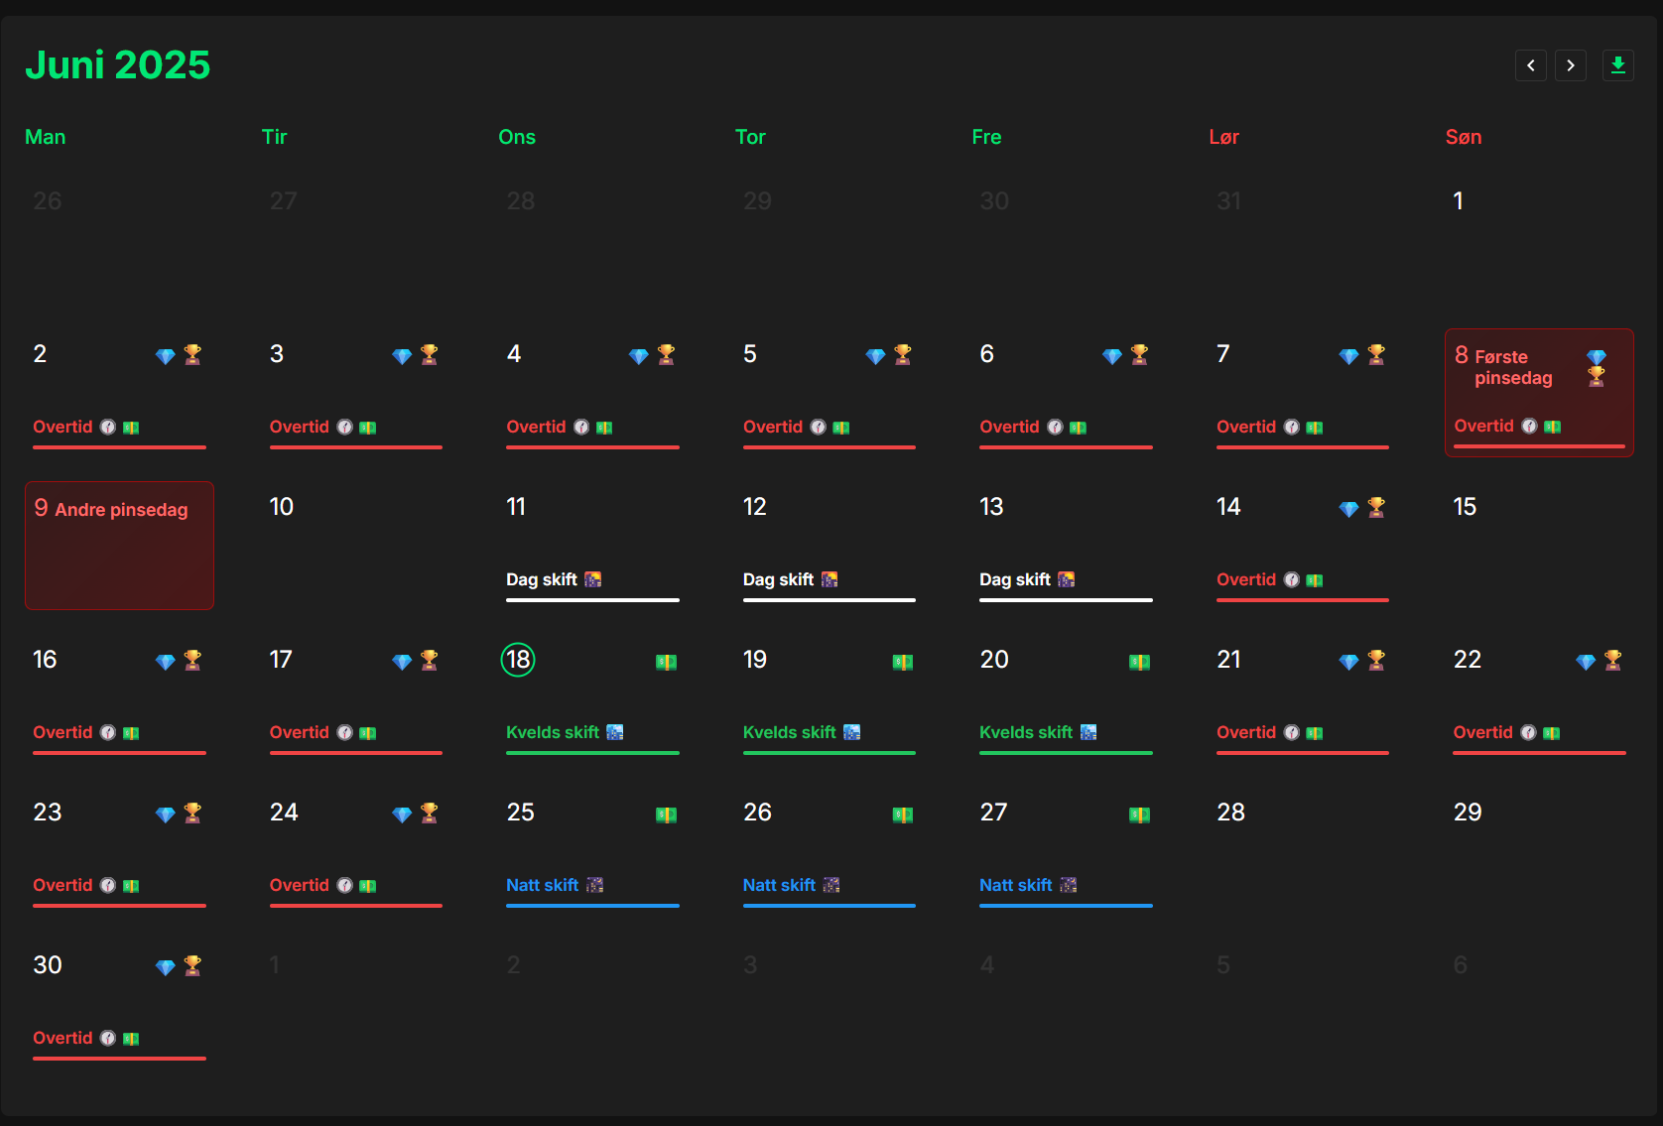 Juni 2025
Man Tir Ons Tor Fre Lør Søn
26 27 28 29 30 31 1
2 3 4 5 6 7 8 Første
pinsedag
Overtid Overtid Overtid Overtid Overtid Overtid Overtid
9 Andre pinsedag 10 11 12 13 14 15
Dag skift Dag skift Dag skift Overtid
16 17 18 19 20 21 22
Overtid Overtid Kvelds skift Kvelds skift Kvelds skift Overtid Overtid
23 24 25 26 27 28 29
Overtid Overtid Natt skift Natt skift Natt skift
30 1 2 3 4 5 6
Overtid